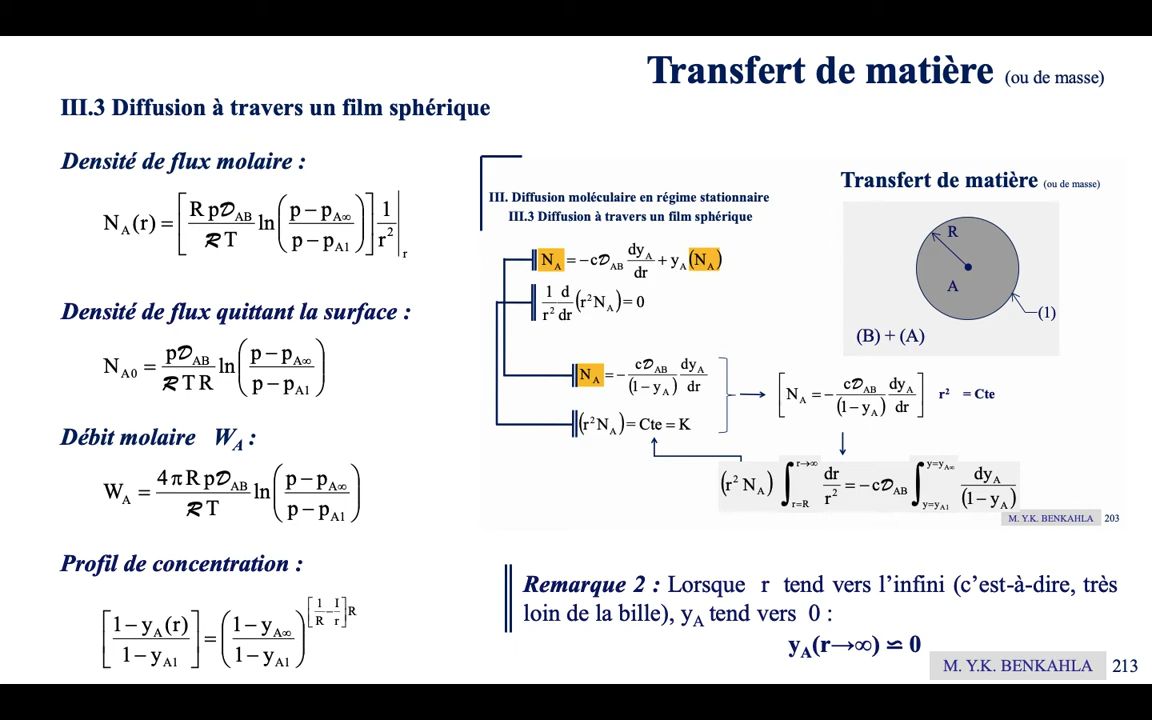 Transfert de matière (ou de masse)
III.3 Diffusion à travers un film sphérique
Densité de flux molaire :
N_A(r) = [R p𝒟_AB / ℛT ln((p − p_A∞)/(p − p_A1))] 1/r² |_r
Densité de flux quittant la surface :
N_A0 = p𝒟_AB / ℛTR ln((p − p_A∞)/(p − p_A1))
Débit molaire W_A :
W_A = 4πR p𝒟_AB / ℛT ln((p − p_A∞)/(p − p_A1))
Profil de concentration :
[(1 − y_A(r))/(1 − y_A1)] = ((1 − y_A∞)/(1 − y_A1))^([1/R − 1/r]R)
Transfert de matière (ou de masse)
III. Diffusion moléculaire en régime stationnaire
III.3 Diffusion à travers un film sphérique
N_A = −c𝒟_AB dy_A/dr + y_A(N_A)
1/r² d/dr (r²N_A) = 0
R
A
(1)
(B) + (A)
N_A = − c𝒟_AB/(1 − y_A) dy_A/dr
(r²N_A) = Cte = K
[N_A = − c𝒟_AB/(1 − y_A) dy_A/dr] r² = Cte
(r² N_A) ∫_{r=R}^{r→∞} dr/r² = −c𝒟_AB ∫_{y=y_A1}^{y=y_A∞} dy_A/(1 − y_A)
M. Y.K. BENKAHLA 203
Remarque 2 : Lorsque r tend vers l'infini (c'est-à-dire, très
loin de la bille), y_A tend vers 0 :
y_A(r→∞) ≌ 0
M. Y.K. BENKAHLA 213